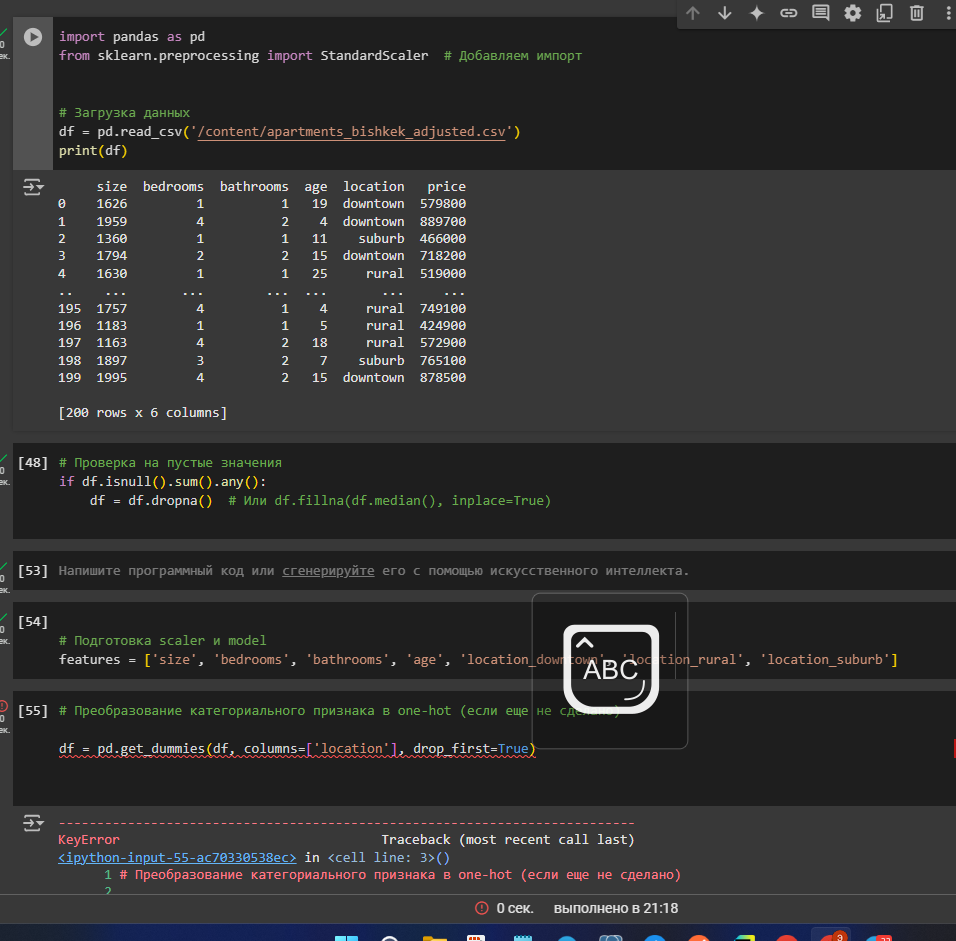 import pandas as pd
from sklearn.preprocessing import StandardScaler  # Добавляем импорт
# Загрузка данных
df = pd.read_csv('/content/apartments_bishkek_adjusted.csv')
print(df)
size bedrooms bathrooms age location price
0 1626 1 1 19 downtown 579800
1 1959 4 2 4 downtown 889700
2 1360 1 1 11 suburb 466000
3 1794 2 2 15 downtown 718200
4 1630 1 1 25 rural 519000
.. ... ... ... ... ... ...
195 1757 4 1 4 rural 749100
196 1183 1 1 5 rural 424900
197 1163 4 2 18 rural 572900
198 1897 3 2 7 suburb 765100
199 1995 4 2 15 downtown 878500
[200 rows x 6 columns]
[48] # Проверка на пустые значения
if df.isnull().sum().any():
df = df.dropna()  # Или df.fillna(df.median(), inplace=True)
[53] Напишите программный код или сгенерируйте его с помощью искусственного интеллекта.
[54]
# Подготовка scaler и model
features = ['size', 'bedrooms', 'bathrooms', 'age', 'location_downtown', 'location_rural', 'location_suburb']
ABC
[55] # Преобразование категориального признака в one-hot (если еще не сделано)
df = pd.get_dummies(df, columns=['location'], drop_first=True)
---------------------------------------------------------------------------
KeyError Traceback (most recent call last)
<ipython-input-55-ac70330538ec> in <cell line: 3>()
1 # Преобразование категориального признака в one-hot (если еще не сделано)
2
0 сек. выполнено в 21:18